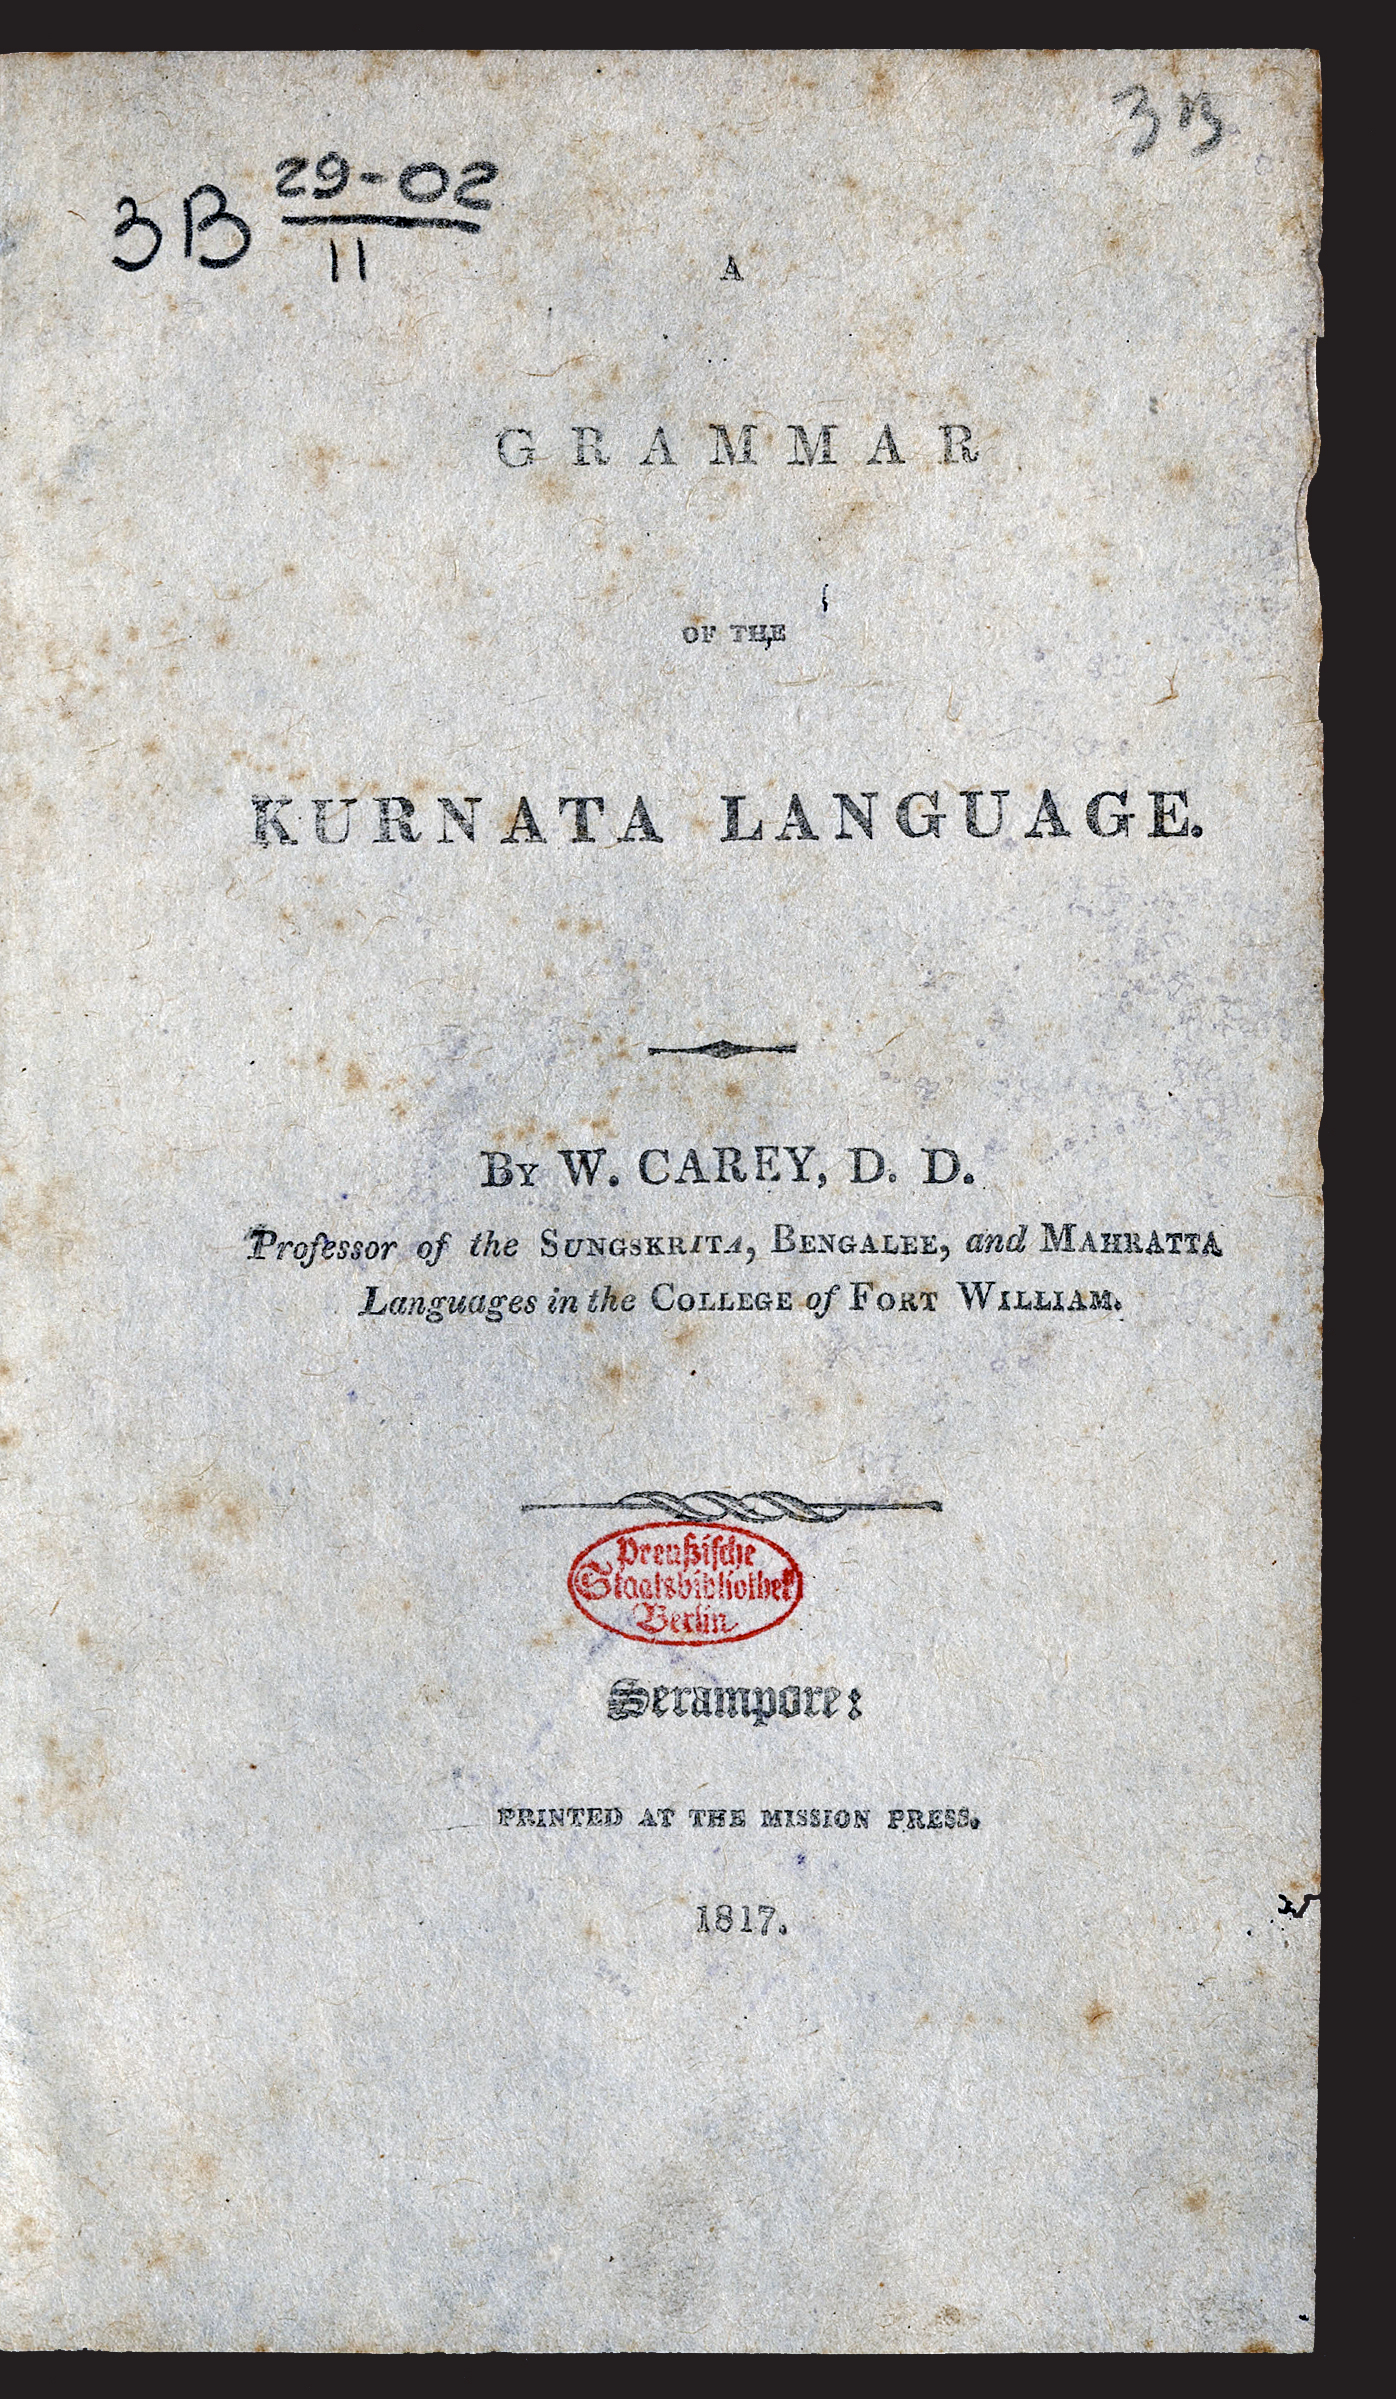 3B
3B 29-02
11
A
GRAMMAR
OF THE
KURNATA LANGUAGE.
BY W. CAREY, D. D.
Professor of the SUNGSKRITA, BENGALEE, and MAHRATTA
Languages in the COLLEGE of FORT WILLIAM.
Preußische
Staatsbibliothek
Berlin
Serampore:
PRINTED AT THE MISSION PRESS.
1817.